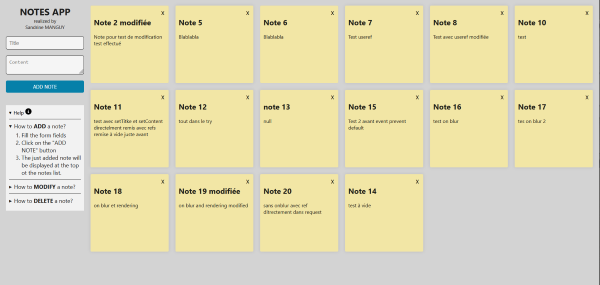 NOTES APP
realized by
Sandrine MANGUY
Title
Content
ADD NOTE
▾ Help
▾ How to ADD a note?
1. Fill the form fields
2. Click on the "ADD
NOTE" button
3. The just added note will
be displayed at the top
of the notes list.
▸ How to MODIFY a note?
▸ How to DELETE a note?
X
Note 2 modifiée
Note pour test de modification
test effectué
X
Note 5
Blablabla
X
Note 6
Blablabla
X
Note 7
Test useref
X
Note 8
Test avec useref modifiée
X
Note 10
test
X
Note 11
test avec setTitlke et setContent
directelment remis avec refs
remise à vide juste avant
X
Note 12
tout dans le try
X
note 13
null
X
Note 15
Test 2 avant event prevent
default
X
Note 16
test on blur
X
Note 17
tes on blur 2
X
Note 18
on blur et rendering
X
Note 19 modifiée
on blur and rendering modified
X
Note 20
sans onblur avec ref
ditrectement dans request
X
Note 14
test à vide